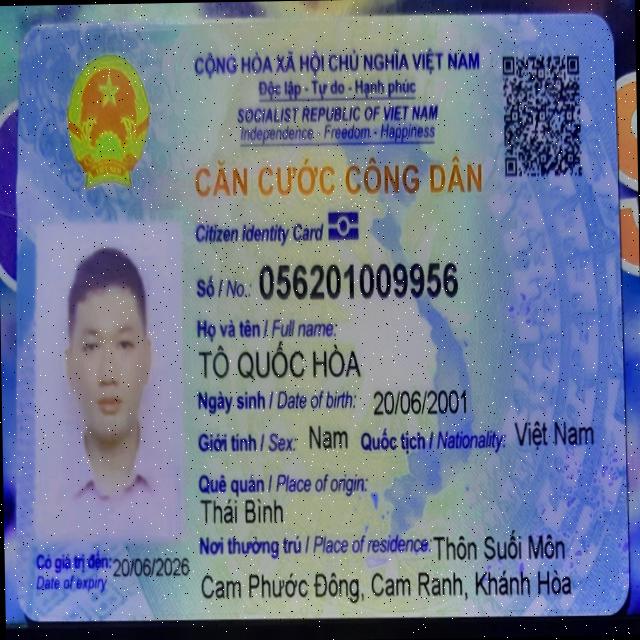 CỘNG HÒA XÃ HỘI CHỦ NGHĨA VIỆT NAM
Độc lập - Tự do - Hạnh phúc
SOCIALIST REPUBLIC OF VIET NAM
Independence - Freedom - Happiness
CĂN CƯỚC CÔNG DÂN
Citizen Identity Card
Số / No.: 056201009956
Họ và tên / Full name:
TÔ QUỐC HÒA
Ngày sinh / Date of birth: 20/06/2001
Giới tính / Sex: Nam Quốc tịch / Nationality: Việt Nam
Quê quán / Place of origin:
Thái Bình
Nơi thường trú / Place of residence: Thôn Suối Môn
Cam Phước Đông, Cam Ranh, Khánh Hòa
Có giá trị đến: 20/06/2026
Date of expiry